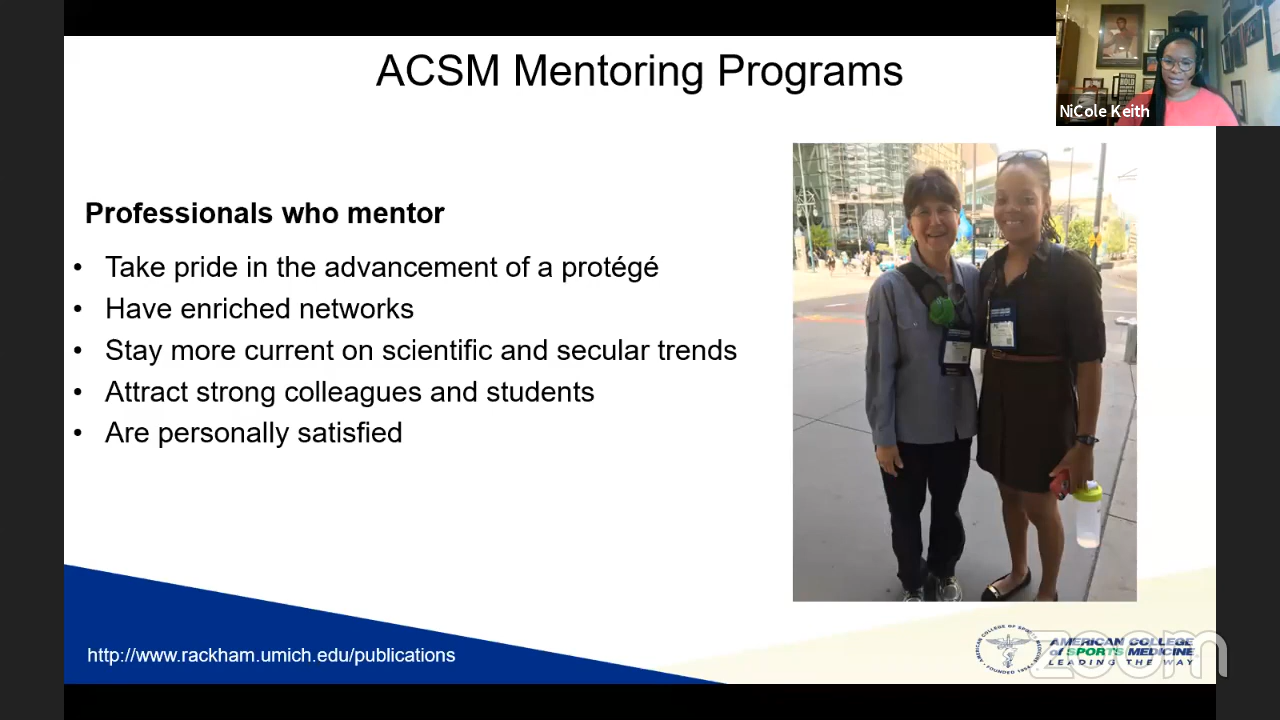 ACSM Mentoring Programs
NiCole Keith
Professionals who mentor
• Take pride in the advancement of a protégé
• Have enriched networks
• Stay more current on scientific and secular trends
• Attract strong colleagues and students
• Are personally satisfied
http://www.rackham.umich.edu/publications
AMERICAN COLLEGE
of SPORTS MEDICINE
LEADING THE WAY
zoom